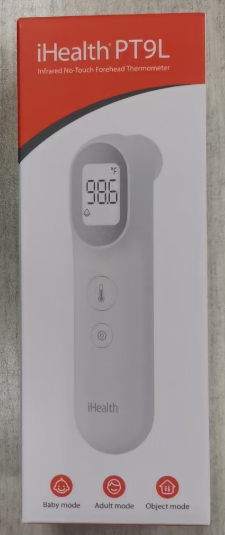 iHealth® PT9L
Infrared No-Touch Forehead Thermometer
°F
98.6
iHealth
Baby mode Adult mode Object mode